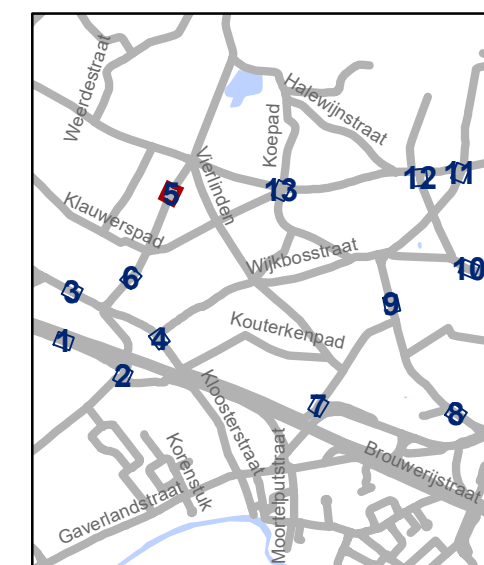 Weerdestraat
Halewijnstraat
Koepad
Vierlinden
11
12
13
5
Klauwerspad
Wijkbosstraat
10
6
3
9
Kouterkenpad
1
4
2
7
8
Kloosterstraat
Korenstuk
Moortelputstraat
Brouwerijstraat
Gaverlandstraat